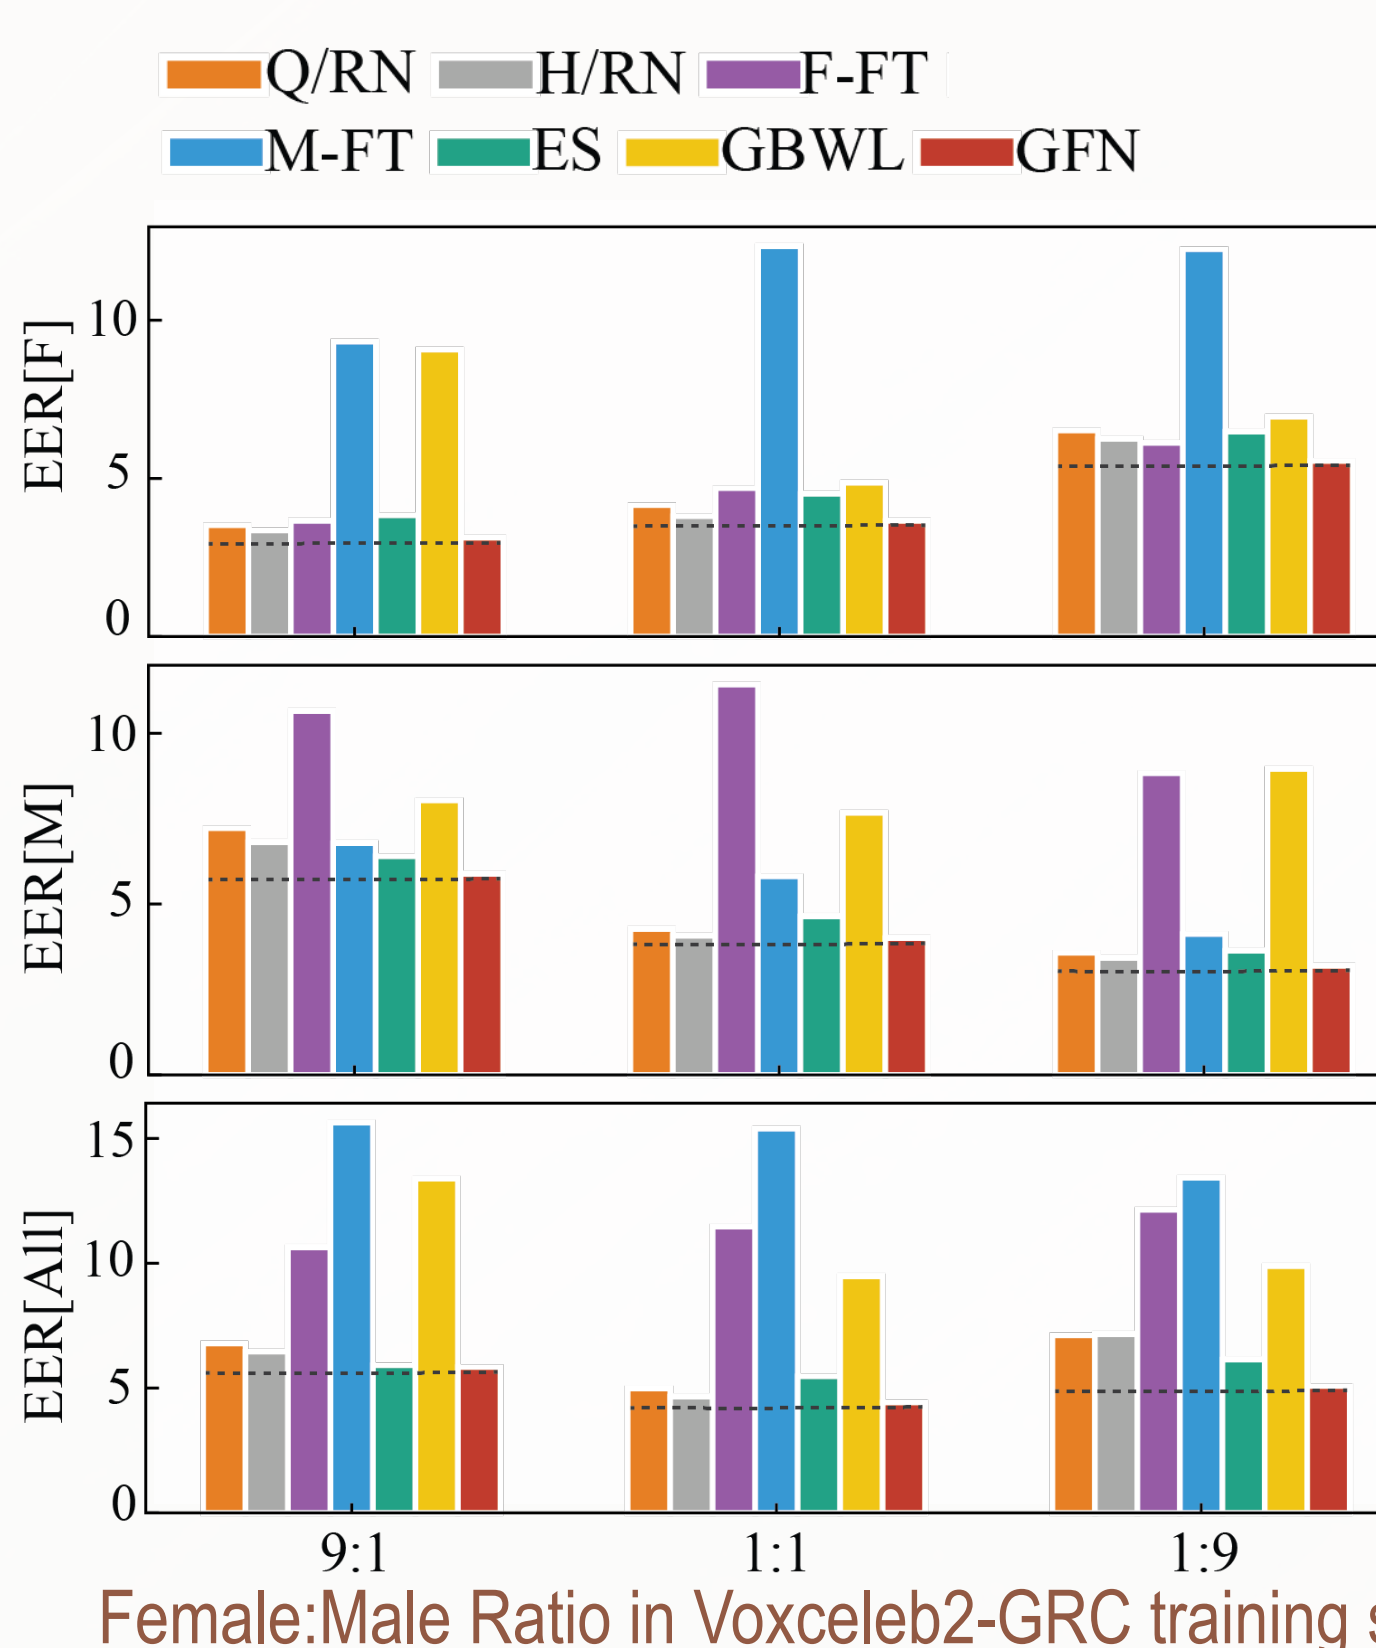 Q/RN H/RN F-FT
M-FT ES GBWL GFN
EER[F]
10
5
0
EER[M]
10
5
0
EER[All]
15
10
5
0
9:1 1:1 1:9
Female:Male Ratio in Voxceleb2-GRC training